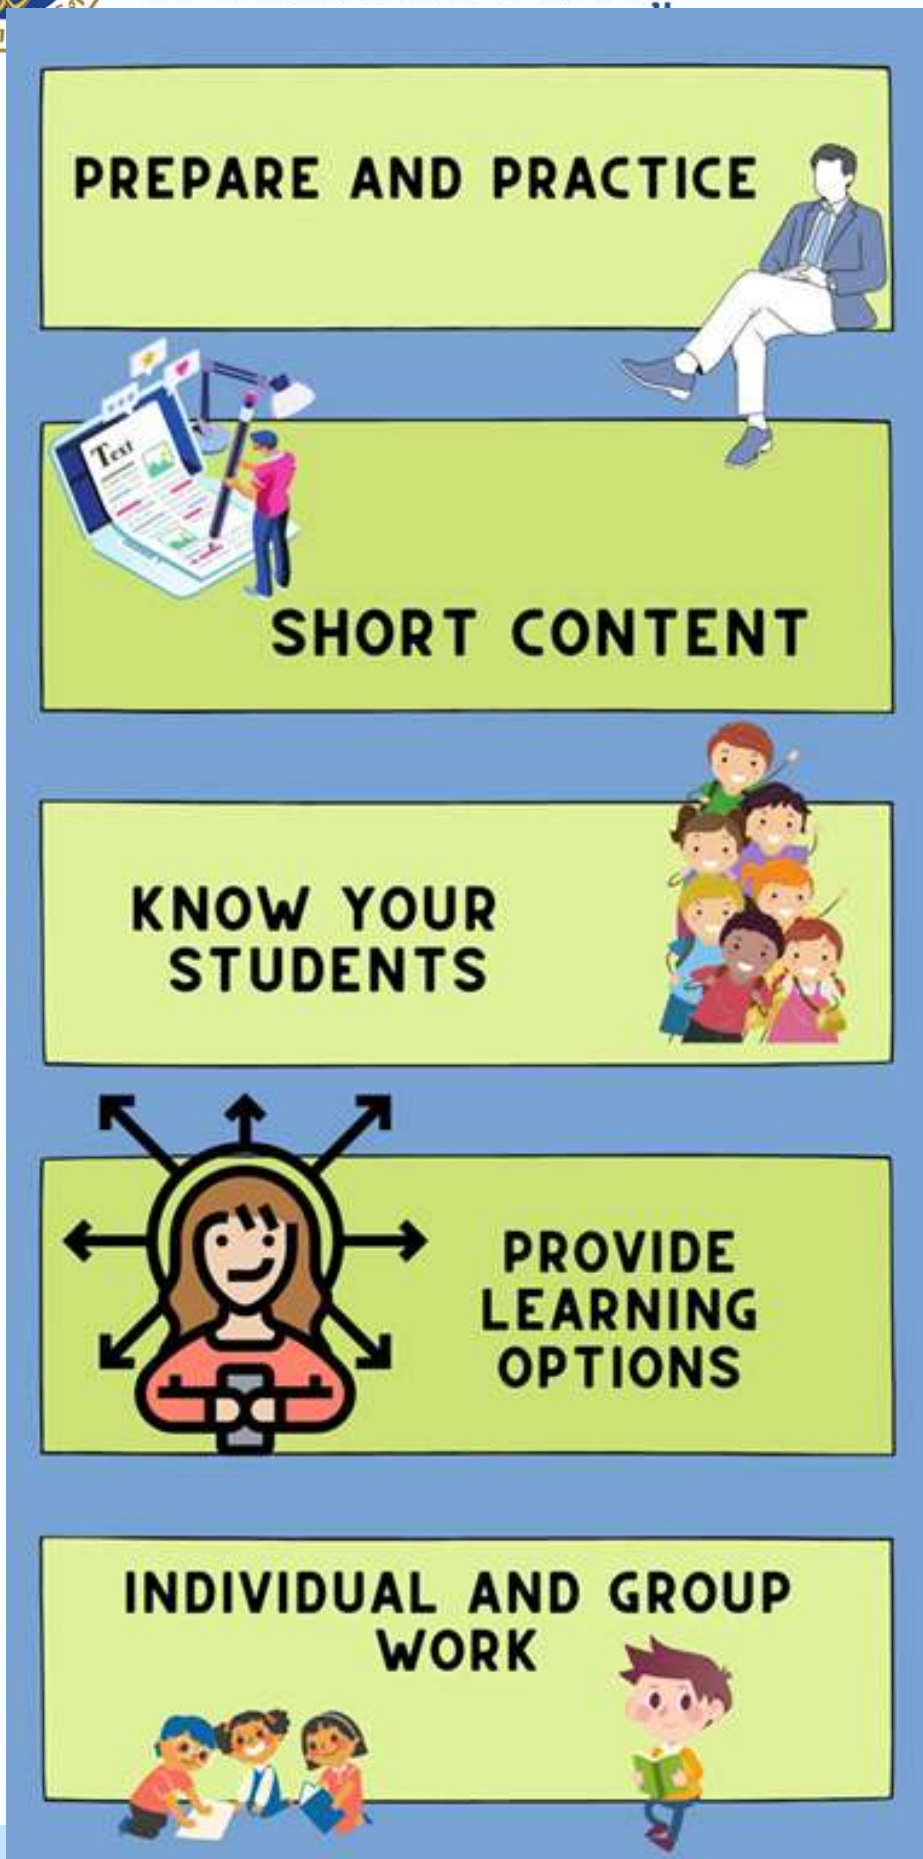 PREPARE AND PRACTICE
Text
SHORT CONTENT
KNOW YOUR
STUDENTS
PROVIDE
LEARNING
OPTIONS
INDIVIDUAL AND GROUP
WORK